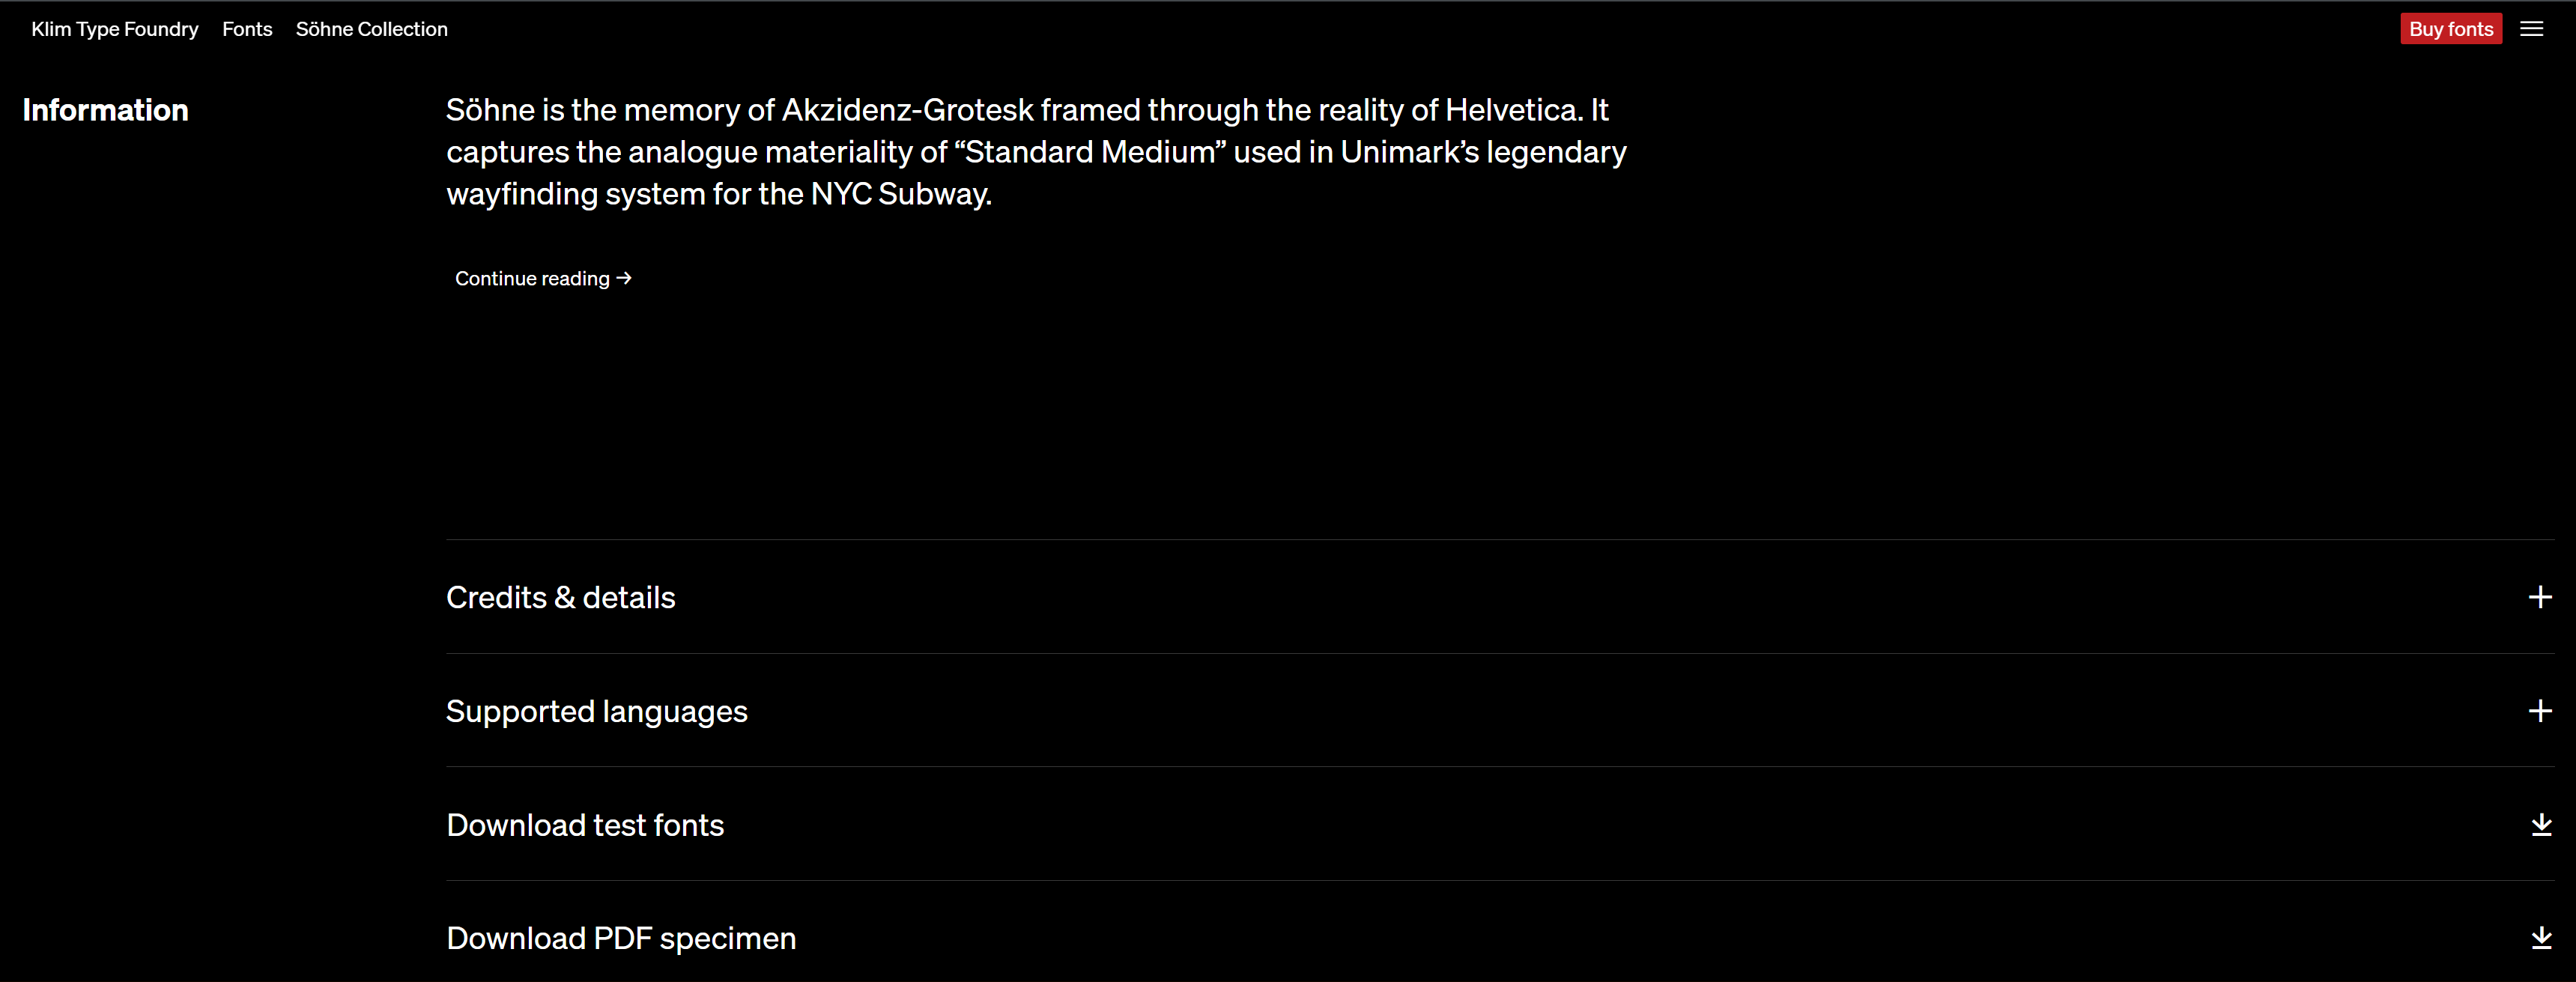 Klim Type Foundry Fonts Söhne Collection Buy fonts
Information
Söhne is the memory of Akzidenz-Grotesk framed through the reality of Helvetica. It
captures the analogue materiality of “Standard Medium” used in Unimark’s legendary
wayfinding system for the NYC Subway.
Continue reading →
Credits & details
Supported languages
Download test fonts
Download PDF specimen